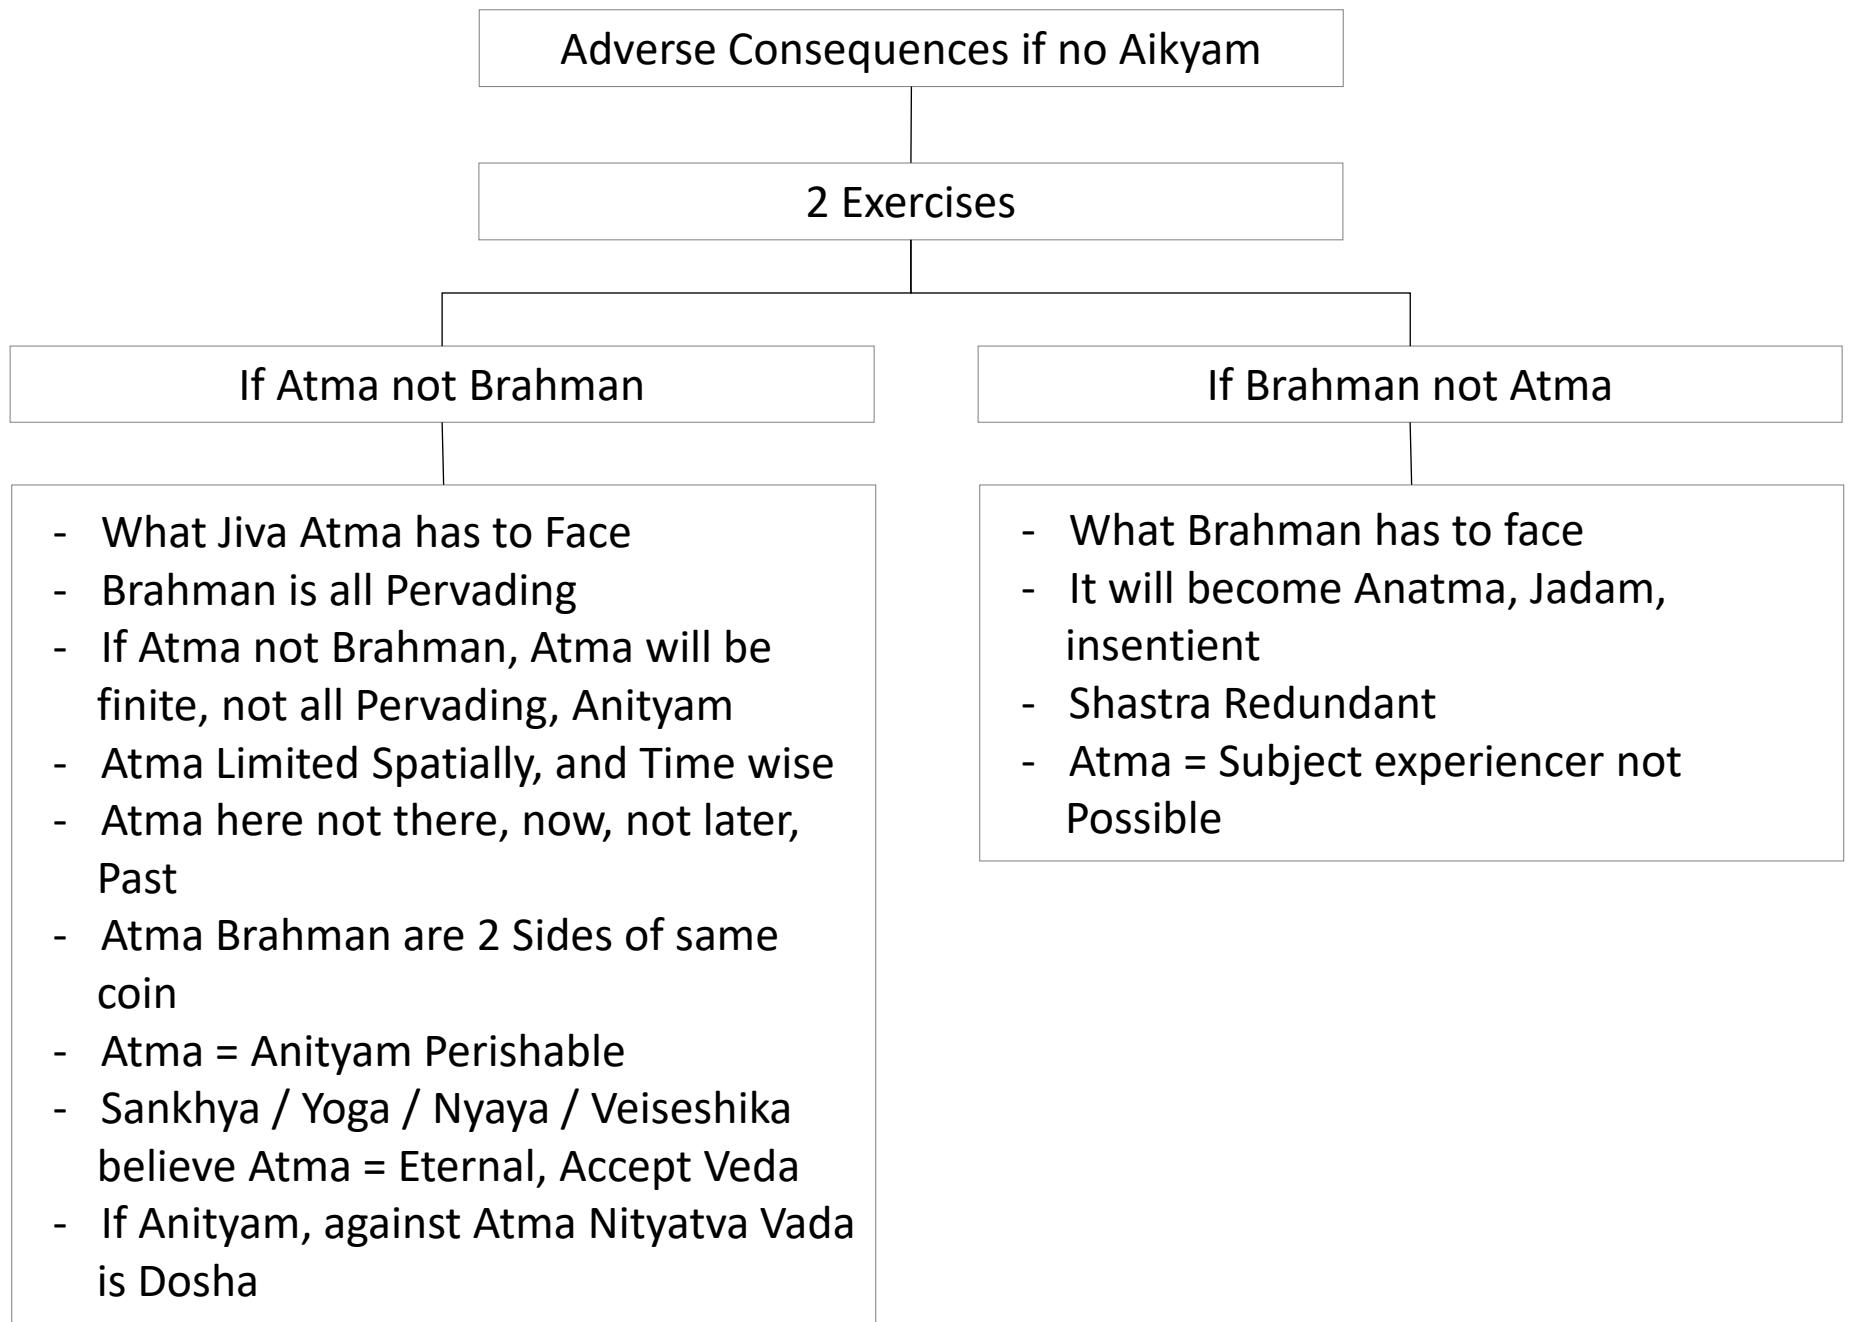 Adverse Consequences if no Aikyam
2 Exercises
If Atma not Brahman
- What Jiva Atma has to Face
- Brahman is all Pervading
- If Atma not Brahman, Atma will be
finite, not all Pervading, Anityam
- Atma Limited Spatially, and Time wise
- Atma here not there, now, not later,
Past
- Atma Brahman are 2 Sides of same
coin
- Atma = Anityam Perishable
- Sankhya / Yoga / Nyaya / Veiseshika
believe Atma = Eternal, Accept Veda
- If Anityam, against Atma Nityatva Vada
is Dosha
If Brahman not Atma
- What Brahman has to face
- It will become Anatma, Jadam,
insentient
- Shastra Redundant
- Atma = Subject experiencer not
Possible